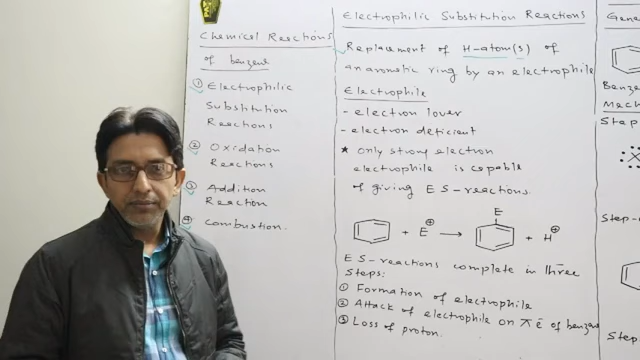 Chemical Reactions
of benzene
① Electrophilic
Substitution
Reactions
② Oxidation
Reactions
③ Addition
Reaction
④ Combustion.
Electrophilic Substitution Reactions
Replacement of H-atom(s) of
an aromatic ring by an electrophile
Electrophile
- electron lover
- electron deficient
* Only strong electron
electrophile is capable
of giving ES-reactions.
E
+ E⊕ → + H⊕
ES-reactions complete in three
Steps:
① Formation of electrophile
② Attack of electrophile on πē of benzene
③ Loss of proton.
Gene
Benze
Mech
Step-
X
Step-
Step